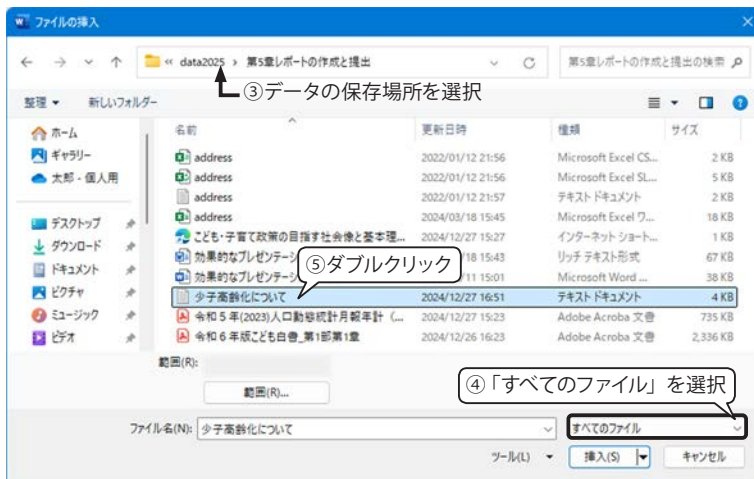 ファイルの挿入
« data2025 › 第5章レポートの作成と提出
第5章レポートの作成と提出の検索
③データの保存場所を選択
整理 新しいフォルダー
ホーム
ギャラリー
太郎 - 個人用
デスクトップ
ダウンロード
ドキュメント
ピクチャ
ミュージック
ビデオ
名前 更新日時 種類 サイズ
address 2022/01/12 21:56 Microsoft Excel CS... 2 KB
address 2022/01/12 21:56 Microsoft Excel SL... 5 KB
address 2022/01/12 21:57 テキスト ドキュメント 2 KB
address 2024/03/18 15:45 Microsoft Excel ワ... 18 KB
こども・子育て政策の目指す社会像と基本理... 2024/12/27 15:27 インターネット ショート... 1 KB
効果的なプレゼンテーシ /18 15:43 リッチ テキスト形式 67 KB
効果的なプレゼンテーシ /11 15:01 Microsoft Word ... 38 KB
⑤ダブルクリック
少子高齢化について 2024/12/27 16:51 テキスト ドキュメント 4 KB
令和5年(2023)人口動態統計月報年計（... 2024/12/27 15:23 Adobe Acroba 文書 735 KB
令和6年版こども白書_第1部第1章 2024/12/26 16:23 Adobe Acroba 文書 2,336 KB
範囲(R):
範囲(R)...
④「すべてのファイル」を選択
ファイル名(N): 少子高齢化について すべてのファイル
ツール(L) 挿入(S) キャンセル